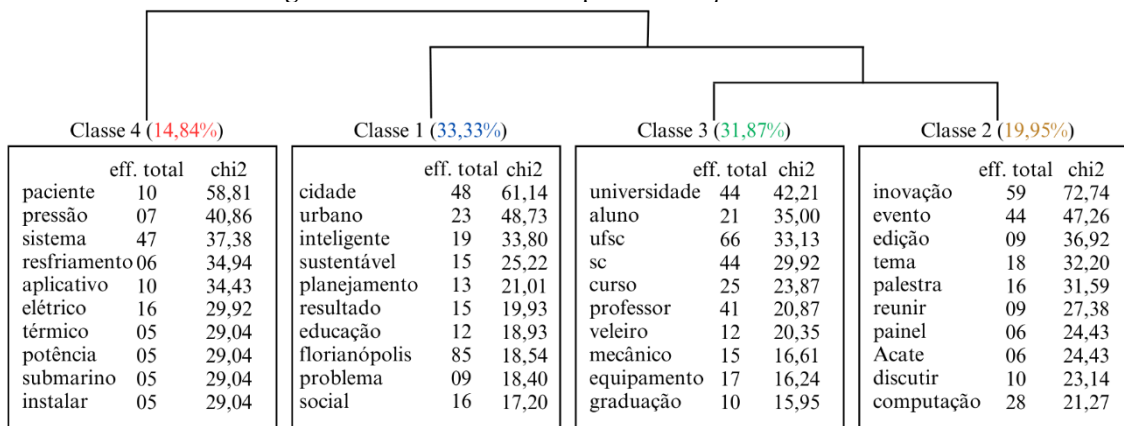 Classe 4 (14,84%)
eff. total chi2
paciente 10 58,81
pressão 07 40,86
sistema 47 37,38
resfriamento 06 34,94
aplicativo 10 34,43
elétrico 16 29,92
térmico 05 29,04
potência 05 29,04
submarino 05 29,04
instalar 05 29,04
Classe 1 (33,33%)
eff. total chi2
cidade 48 61,14
urbano 23 48,73
inteligente 19 33,80
sustentável 15 25,22
planejamento 13 21,01
resultado 15 19,93
educação 12 18,93
florianópolis 85 18,54
problema 09 18,40
social 16 17,20
Classe 3 (31,87%)
eff. total chi2
universidade 44 42,21
aluno 21 35,00
ufsc 66 33,13
sc 44 29,92
curso 25 23,87
professor 41 20,87
veleiro 12 20,35
mecânico 15 16,61
equipamento 17 16,24
graduação 10 15,95
Classe 2 (19,95%)
eff. total chi2
inovação 59 72,74
evento 44 47,26
edição 09 36,92
tema 18 32,20
palestra 16 31,59
reunir 09 27,38
painel 06 24,43
Acate 06 24,43
discutir 10 23,14
computação 28 21,27